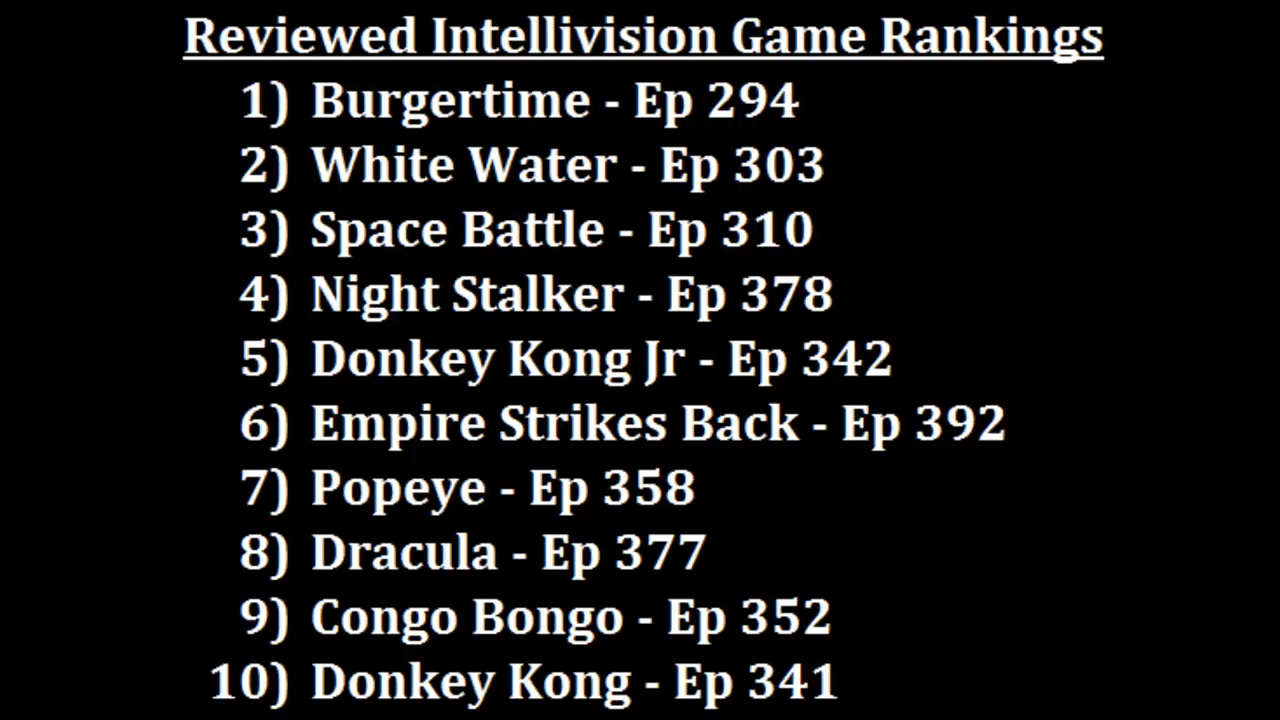 Reviewed Intellivision Game Rankings
1) Burgertime - Ep 294
2) White Water - Ep 303
3) Space Battle - Ep 310
4) Night Stalker - Ep 378
5) Donkey Kong Jr - Ep 342
6) Empire Strikes Back - Ep 392
7) Popeye - Ep 358
8) Dracula - Ep 377
9) Congo Bongo - Ep 352
10) Donkey Kong - Ep 341